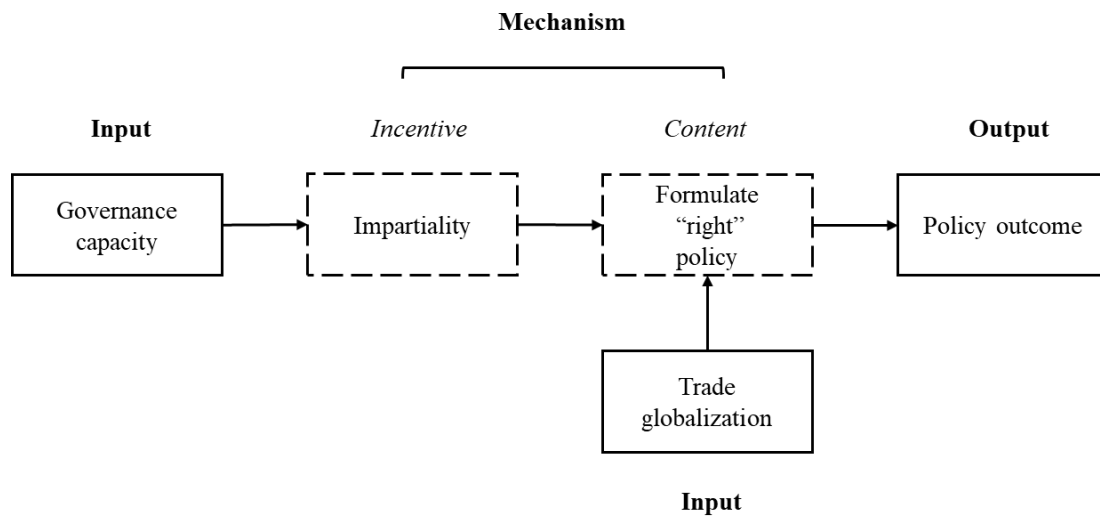 Mechanism
Input
Incentive
Content
Output
Governance
capacity
Impartiality
Formulate
“right”
policy
Policy outcome
Trade
globalization
Input